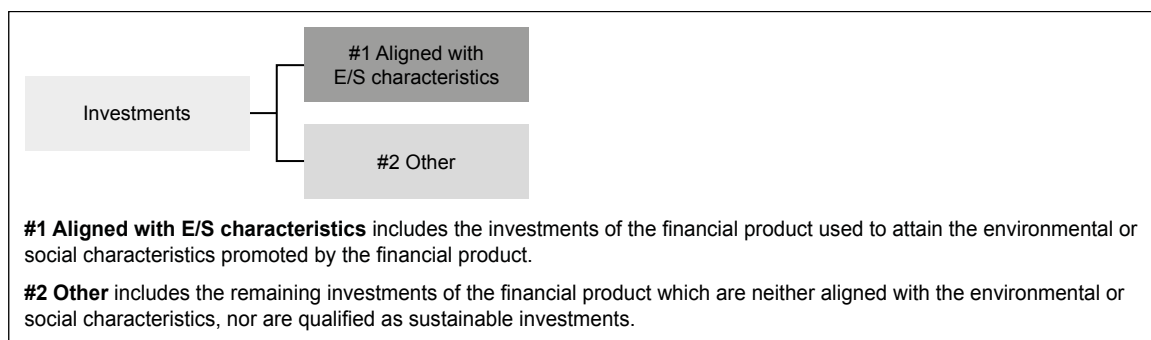 #1 Aligned with
E/S characteristics
Investments
#2 Other
#1 Aligned with E/S characteristics includes the investments of the financial product used to attain the environmental or
social characteristics promoted by the financial product.
#2 Other includes the remaining investments of the financial product which are neither aligned with the environmental or
social characteristics, nor are qualified as sustainable investments.